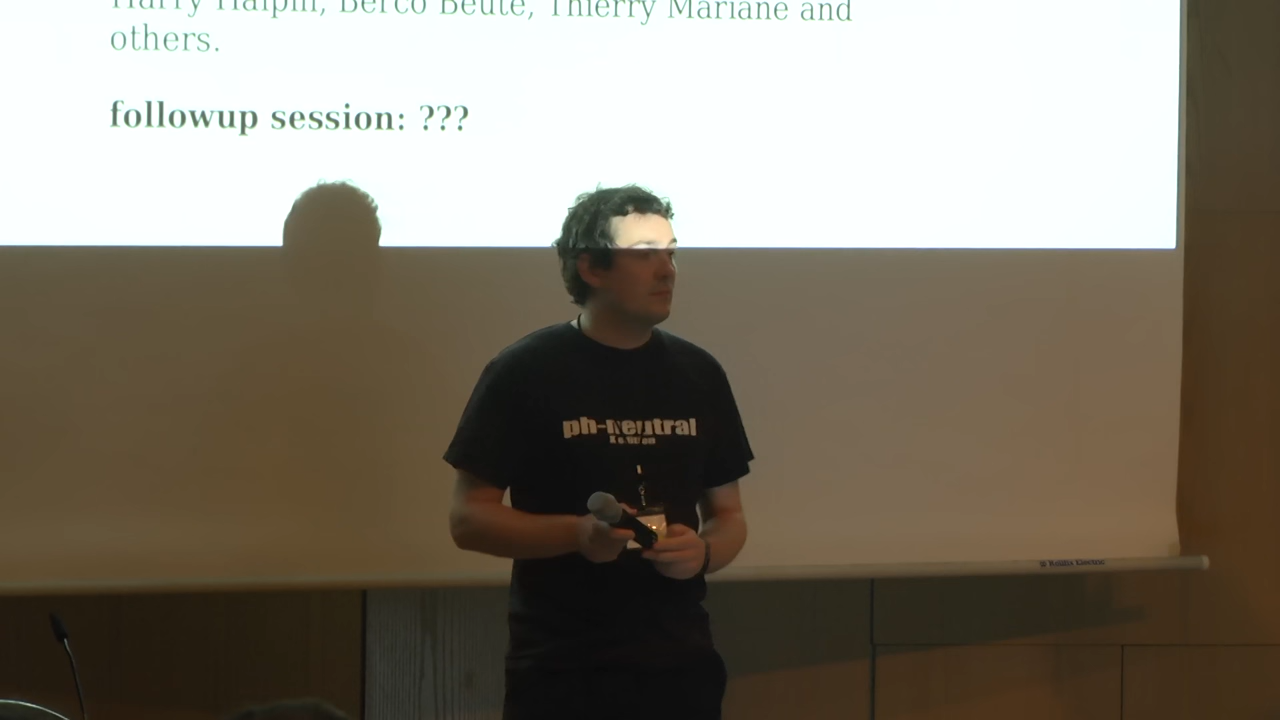 Harry Halpin, Berco Beute, Thierry Mariane and
others.
followup session: ???
ph-neutral